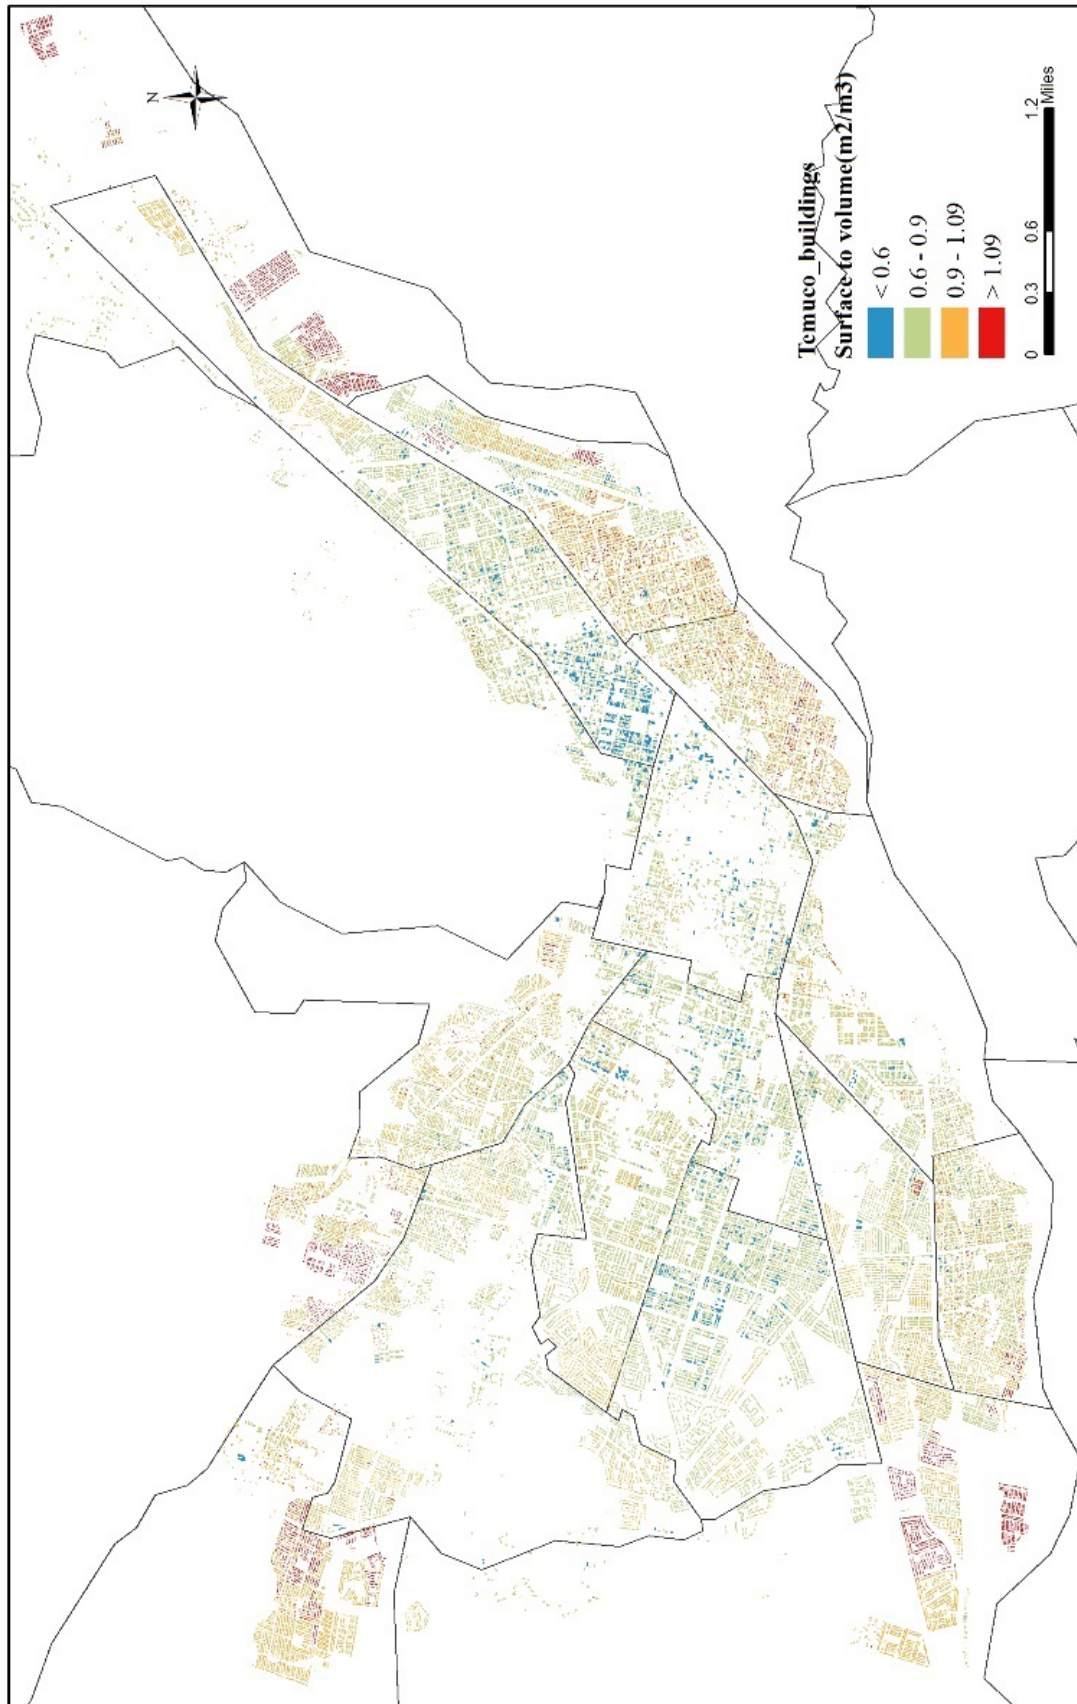 N
Temuco_buildings
Surface to volume(m2/m3)
< 0.6
0.6 - 0.9
0.9 - 1.09
> 1.09
0 0.3 0.6 1.2
Miles